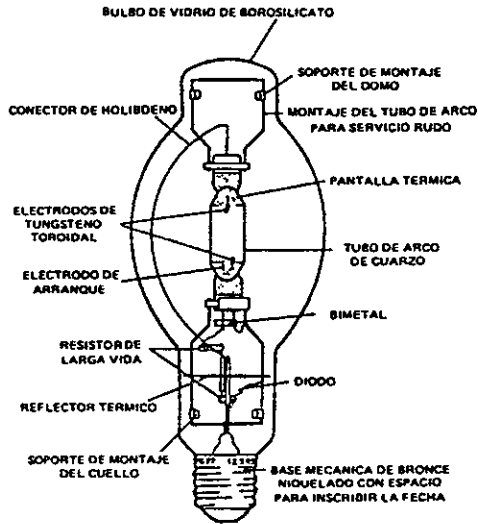 BULBO DE VIDRIO DE BOROSILICATO
SOPORTE DE MONTAJE
DEL DOMO
CONECTOR DE HOLIBDENO
MONTAJE DEL TUBO DE ARCO
PARA SERVICIO RUDO
PANTALLA TERMICA
ELECTRODOS DE
TUNGSTENO
TOROIDAL
TUBO DE ARCO
DE CUARZO
ELECTRODO DE
ARRANQUE
BIMETAL
RESISTOR DE
LARGA VIDA
DIODO
REFLECTOR TERMICO
SOPORTE DE MONTAJE
DEL CUELLO
BASE MECANICA DE BRONCE
NIQUELADO CON ESPACIO
PARA INSCRIBIR LA FECHA